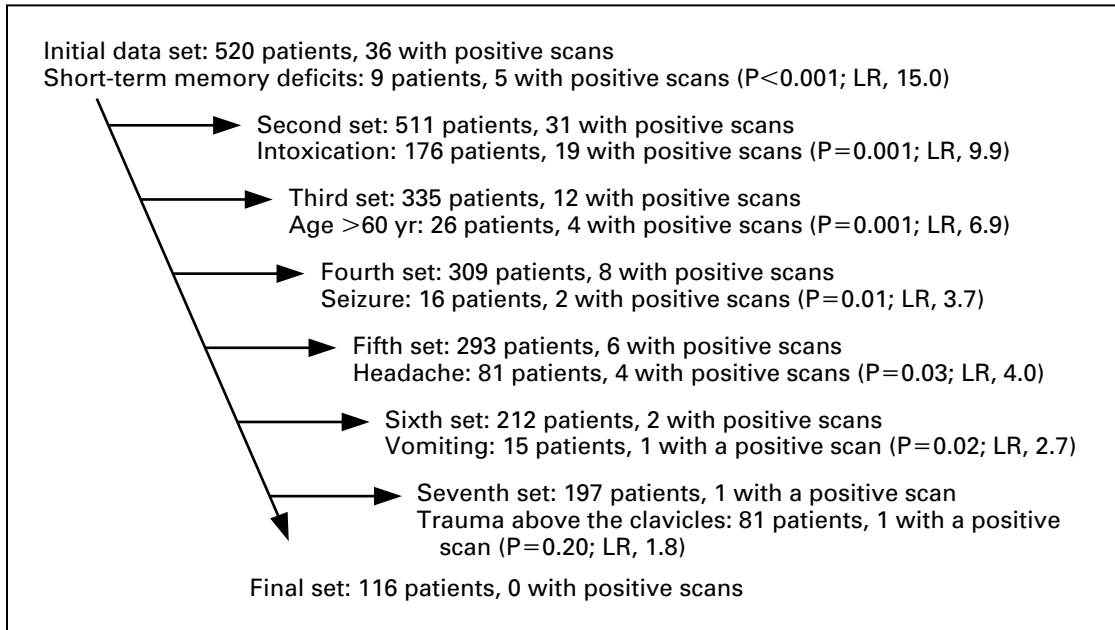 Initial data set: 520 patients, 36 with positive scans
Short-term memory deficits: 9 patients, 5 with positive scans (P<0.001; LR, 15.0)
Second set: 511 patients, 31 with positive scans
Intoxication: 176 patients, 19 with positive scans (P=0.001; LR, 9.9)
Third set: 335 patients, 12 with positive scans
Age >60 yr: 26 patients, 4 with positive scans (P=0.001; LR, 6.9)
Fourth set: 309 patients, 8 with positive scans
Seizure: 16 patients, 2 with positive scans (P=0.01; LR, 3.7)
Fifth set: 293 patients, 6 with positive scans
Headache: 81 patients, 4 with positive scans (P=0.03; LR, 4.0)
Sixth set: 212 patients, 2 with positive scans
Vomiting: 15 patients, 1 with a positive scan (P=0.02; LR, 2.7)
Seventh set: 197 patients, 1 with a positive scan
Trauma above the clavicles: 81 patients, 1 with a positive
scan (P=0.20; LR, 1.8)
Final set: 116 patients, 0 with positive scans